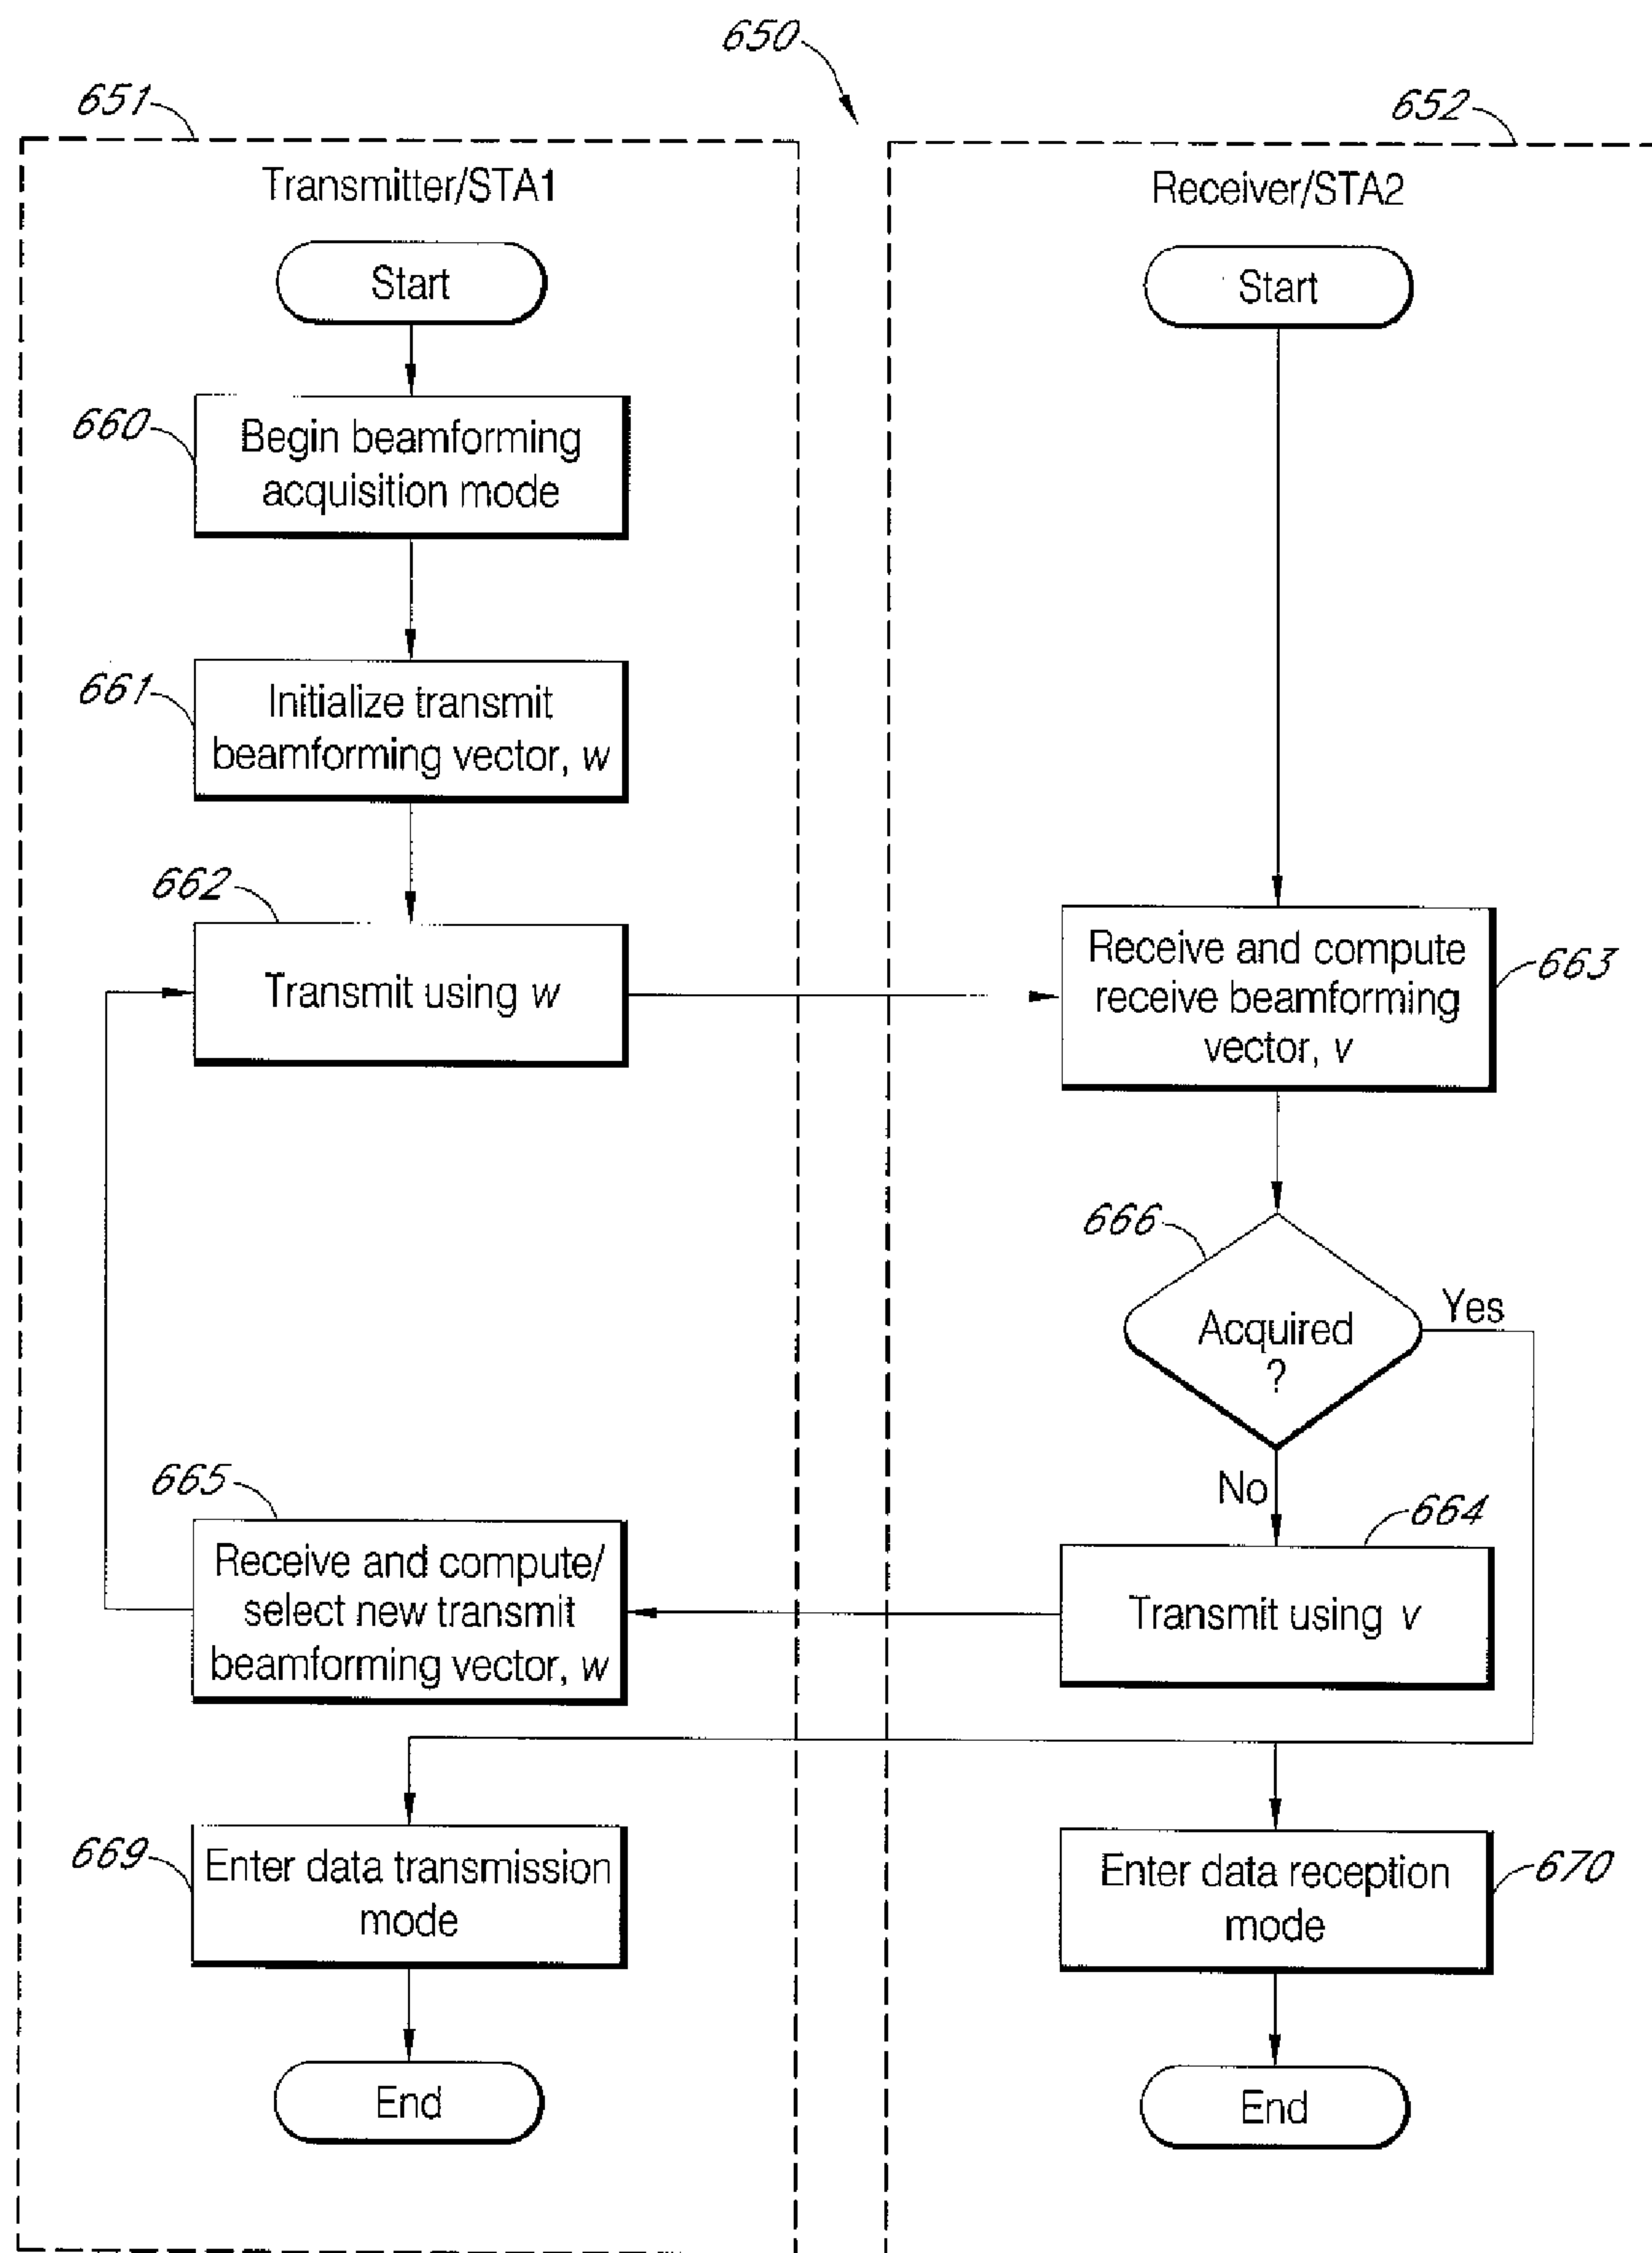 650
651
652
Transmitter/STA1
Receiver/STA2
Start
Start
660
Begin beamforming
acquisition mode
661
Initialize transmit
beamforming vector, w
662
Transmit using w
Receive and compute
receive beamforming
vector, v
663
666
Acquired
?
Yes
No
665
Receive and compute/
select new transmit
beamforming vector, w
664
Transmit using v
669
Enter data transmission
mode
Enter data reception
mode
670
End
End